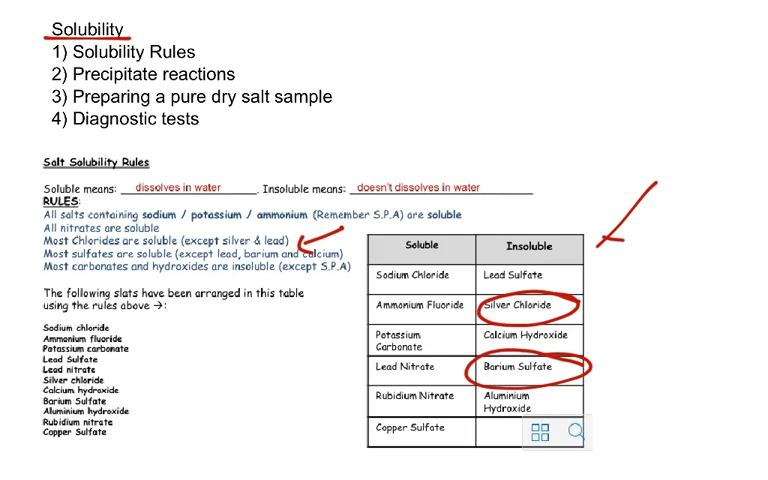 Solubility
1) Solubility Rules
2) Precipitate reactions
3) Preparing a pure dry salt sample
4) Diagnostic tests
Salt Solubility Rules
Soluble means: dissolves in water. Insoluble means: doesn't dissolves in water
RULES:
All salts containing sodium / potassium / ammonium (Remember S.P.A) are soluble
All nitrates are soluble
Most Chlorides are soluble (except silver & lead)
Most sulfates are soluble (except lead, barium and calcium)
Most carbonates and hydroxides are insoluble (except S.P.A)
The following slats have been arranged in this table
using the rules above →:
Sodium chloride
Ammonium fluoride
Potassium carbonate
Lead Sulfate
Lead nitrate
Silver chloride
Calcium hydroxide
Barium Sulfate
Aluminium hydroxide
Rubidium nitrate
Copper Sulfate
Soluble Insoluble
Sodium Chloride Lead Sulfate
Ammonium Fluoride Silver Chloride
Potassium Calcium Hydroxide
Carbonate
Lead Nitrate Barium Sulfate
Rubidium Nitrate Aluminium
Hydroxide
Copper Sulfate